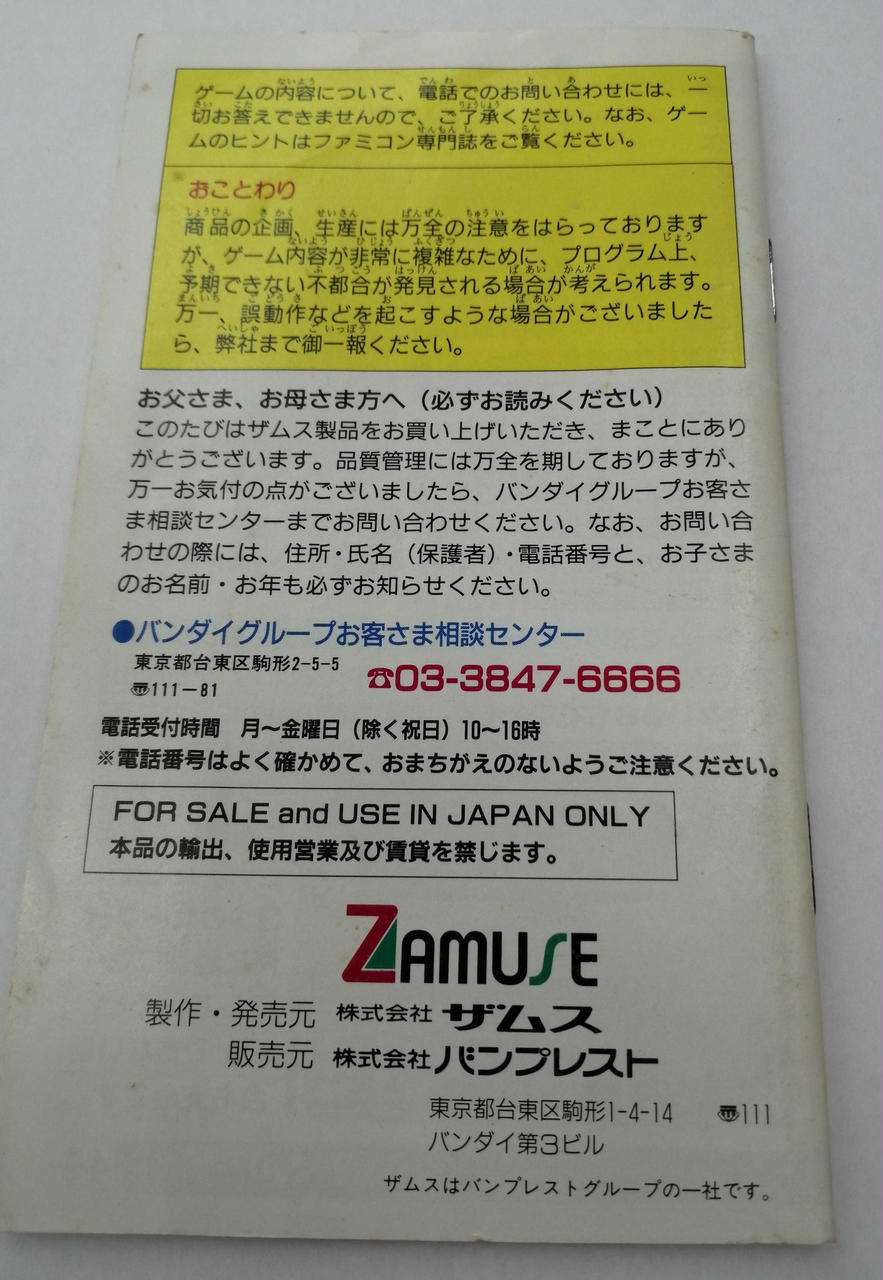 ゲームの内容について、電話でのお問い合わせには、一
切お答えできませんので、ご了承ください。なお、ゲー
ムのヒントはファミコン専門誌をご覧ください。
おことわり
商品の企画、生産には万全の注意をはらっております
が、ゲーム内容が非常に複雑なために、プログラム上、
予期できない不都合が発見される場合が考えられます。
万一、誤動作などを起こすような場合がございました
ら、弊社まで御一報ください。
お父さま、お母さま方へ（必ずお読みください）
このたびはザムス製品をお買い上げいただき、まことにあり
がとうございます。品質管理には万全を期しておりますが、
万一お気付の点がございましたら、バンダイグループお客さ
ま相談センターまでお問い合わせください。なお、お問い合
わせの際には、住所・氏名（保護者）・電話番号と、お子さま
のお名前・お年も必ずお知らせください。
●バンダイグループお客さま相談センター
東京都台東区駒形2-5-5
〠111-81
☎03-3847-6666
電話受付時間 月～金曜日（除く祝日）10～16時
※電話番号はよく確かめて、おまちがえのないようご注意ください。
FOR SALE and USE IN JAPAN ONLY
本品の輸出、使用営業及び賃貸を禁じます。
ZAMUSE
製作・発売元 株式会社 ザムス
販売元 株式会社 バンプレスト
東京都台東区駒形1-4-14 〠111
バンダイ第3ビル
ザムスはバンプレストグループの一社です。